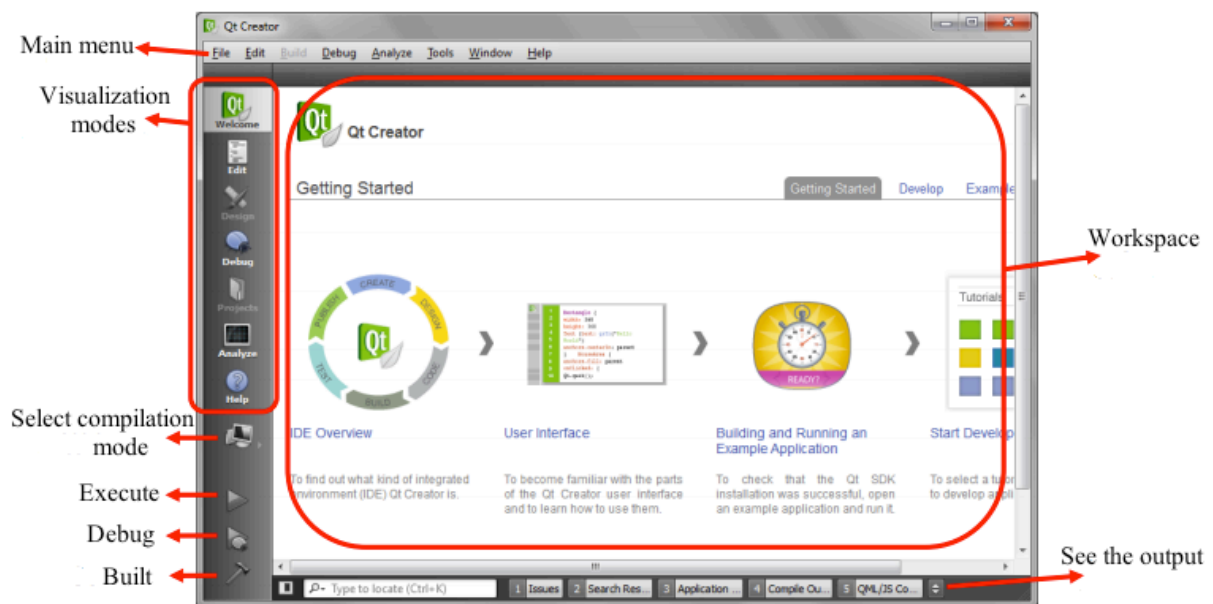 Qt Creator
Main menu
File Edit Build Debug Analyze Tools Window Help
Visualization
modes
Qt
Welcome
Edit
Design
Debug
Projects
Analyze
Help
Select compilation
mode
Execute
Debug
Built
Qt Qt Creator
Getting Started
Getting Started Develop Example
Workspace
PUBLISH CREATE DESIGN CODE BUILD TEST
Qt
READY?
Tutorials
IDE Overview
To find out what kind of integrated
environment (IDE) Qt Creator is.
User Interface
To become familiar with the parts
of the Qt Creator user interface
and to learn how to use them.
Building and Running an
Example Application
To check that the Qt SDK
installation was successful, open
an example application and run it.
Start Develop
To select a tutor
to develop appli
See the output
Type to locate (Ctrl+K) 1 Issues 2 Search Res... 3 Application ... 4 Compile Ou... 5 QML/JS Co...